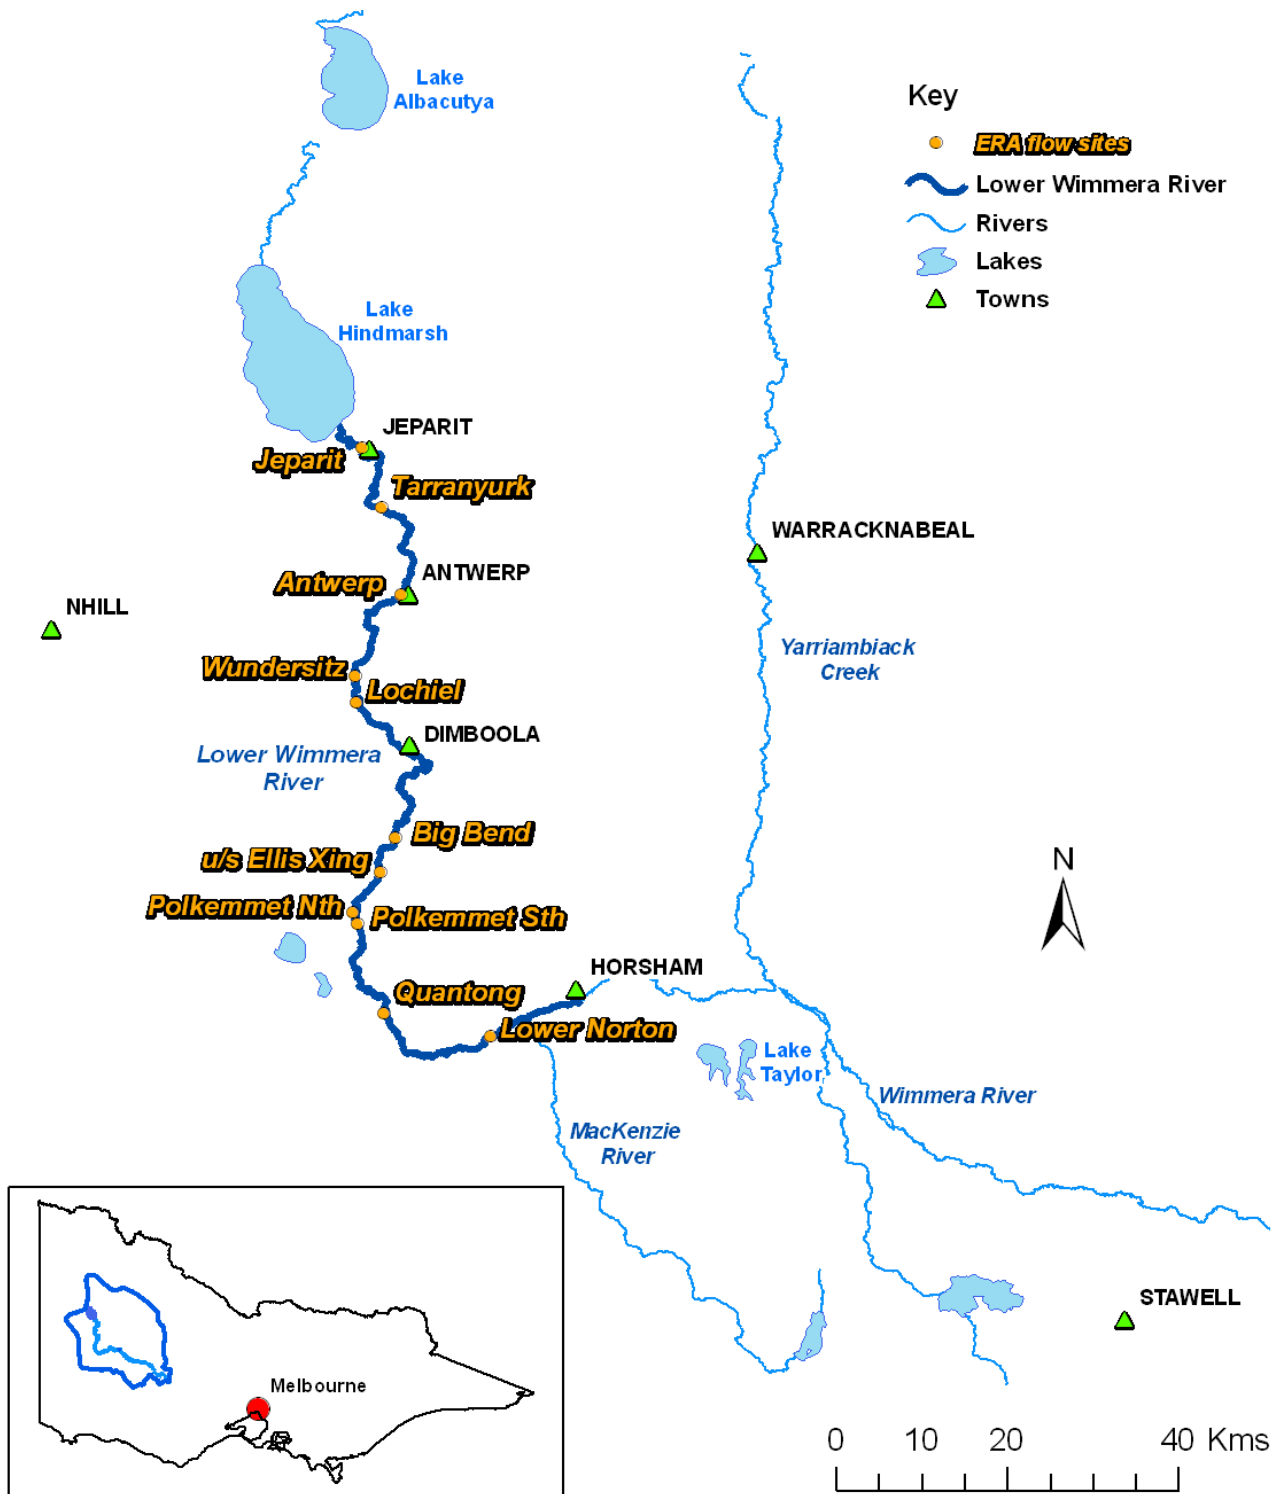 Lake
Albacutya
Key
ERA flow sites
Lower Wimmera River
Rivers
Lakes
Towns
Lake
Hindmarsh
JEPARIT
Jeparit
Tarranyurk
WARRACKNABEAL
ANTWERP
Antwerp
NHILL
Yarriambiack
Creek
Wundersitz
Lochiel
DIMBOOLA
Lower Wimmera
River
Big Bend
u/s Ellis Xing
N
Polkemmet Nth
Polkemmet Sth
HORSHAM
Quantong
Lower Norton
Lake
Taylor
Wimmera River
MacKenzie
River
STAWELL
Melbourne
0 10 20 40 Kms